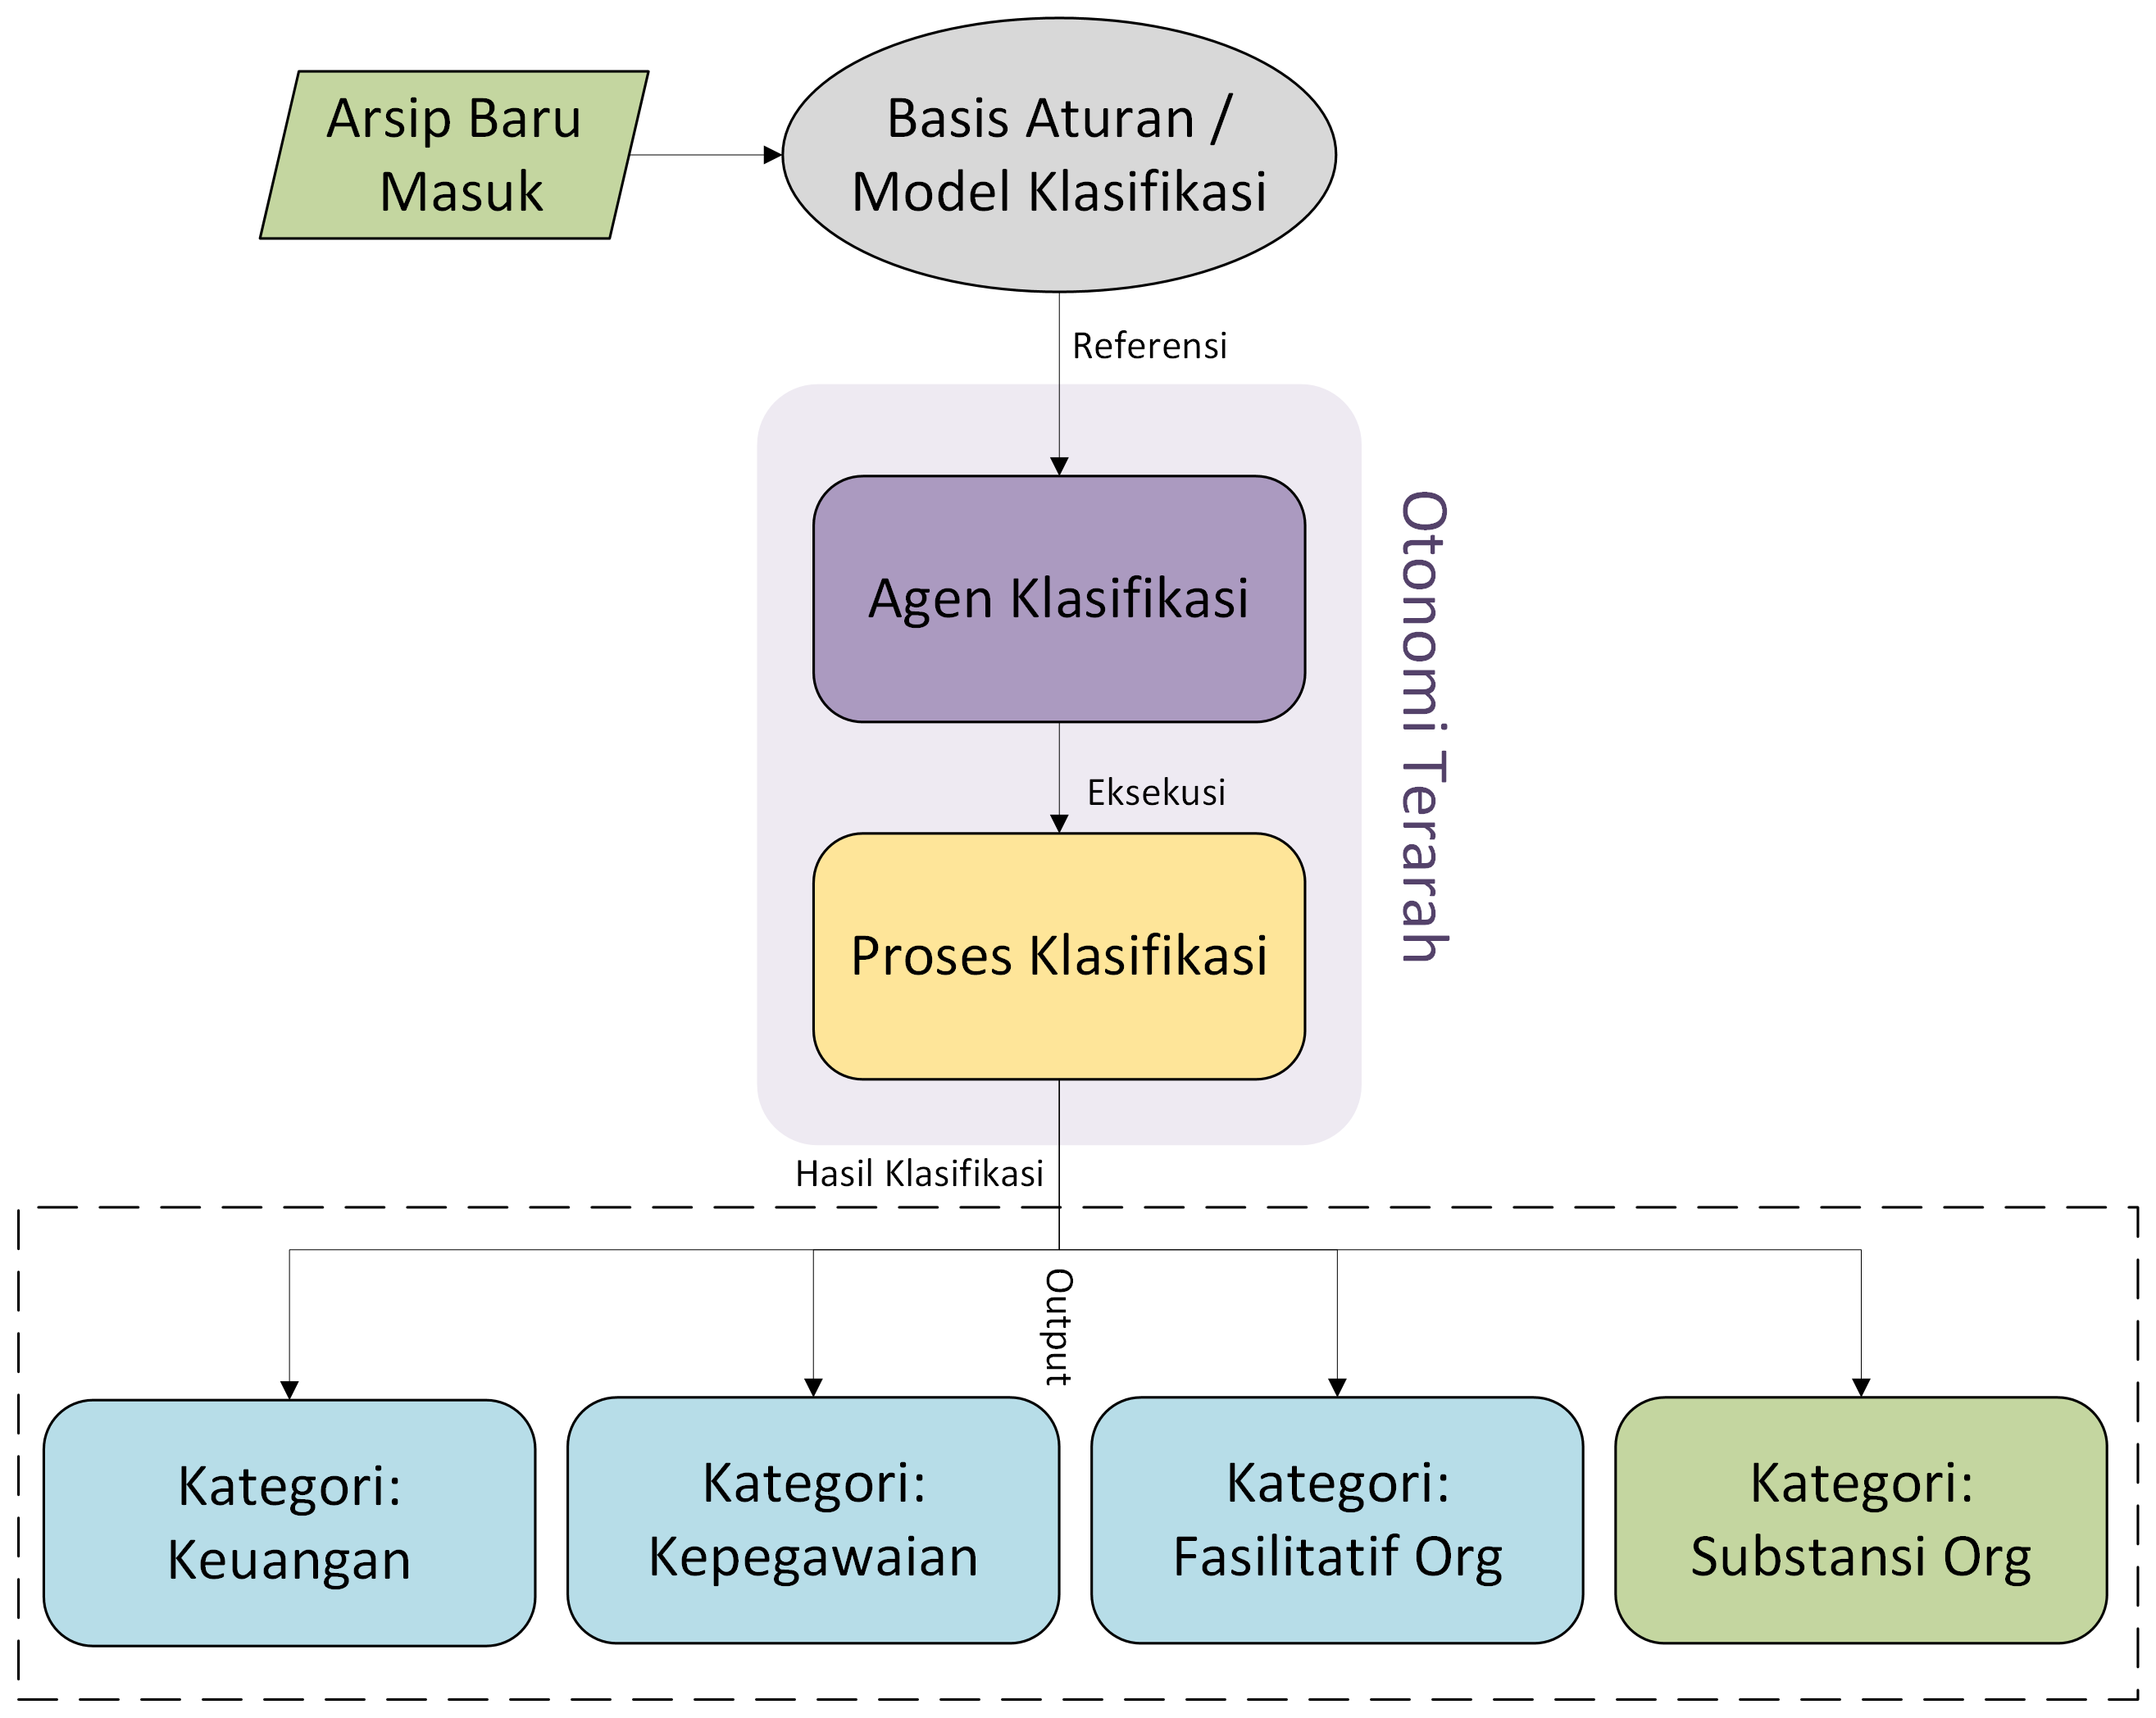 Arsip Baru
Masuk
Basis Aturan /
Model Klasifikasi
Referensi
Agen Klasifikasi
Otonomi Terarah
Eksekusi
Proses Klasifikasi
Hasil Klasifikasi
Output
Kategori:
Keuangan
Kategori:
Kepegawaian
Kategori:
Fasilitatif Org
Kategori:
Substansi Org